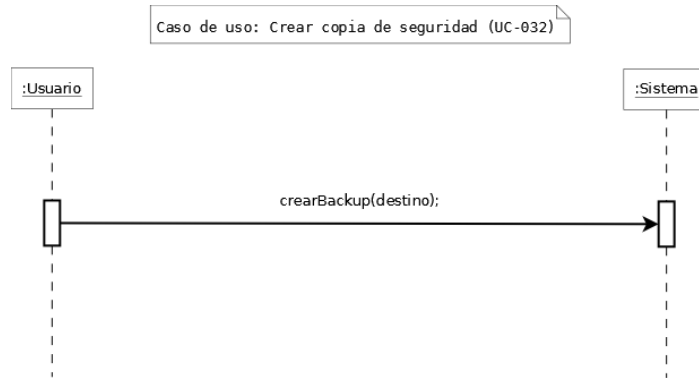 Caso de uso: Crear copia de seguridad (UC-032)
:Usuario
:Sistema
crearBackup(destino);